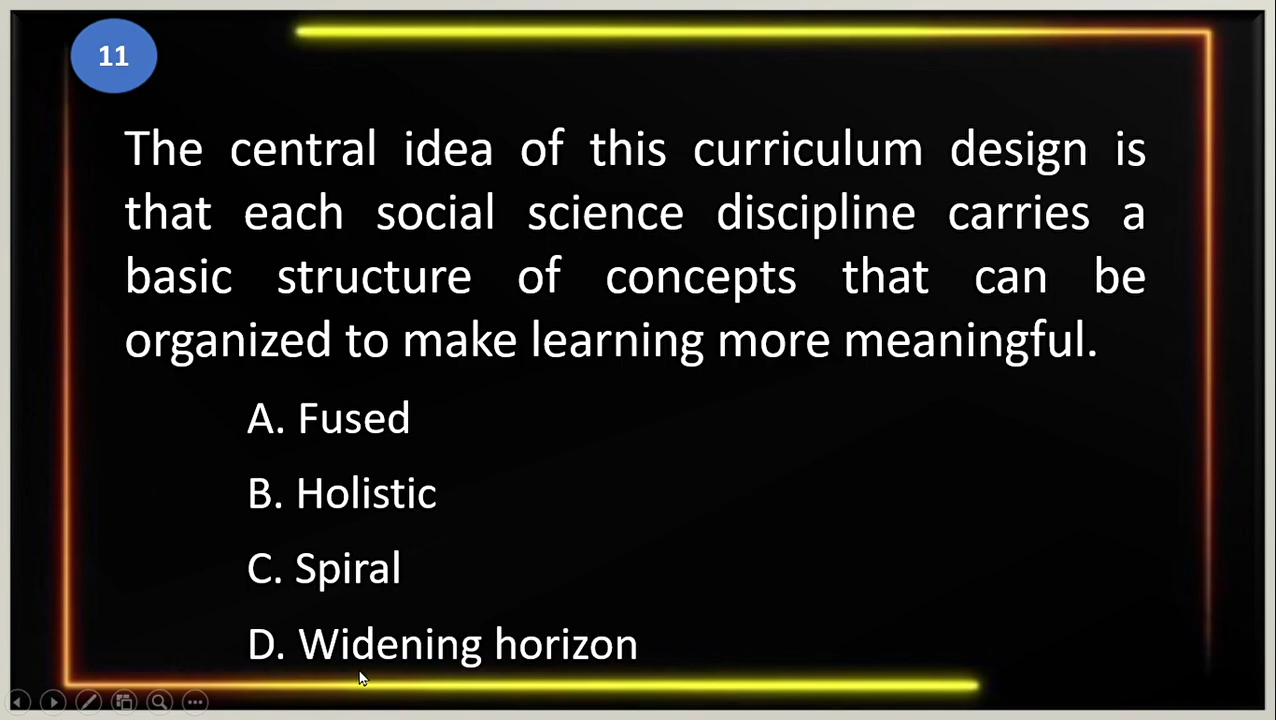 11
The central idea of this curriculum design is
that each social science discipline carries a
basic structure of concepts that can be
organized to make learning more meaningful.
A. Fused
B. Holistic
C. Spiral
D. Widening horizon